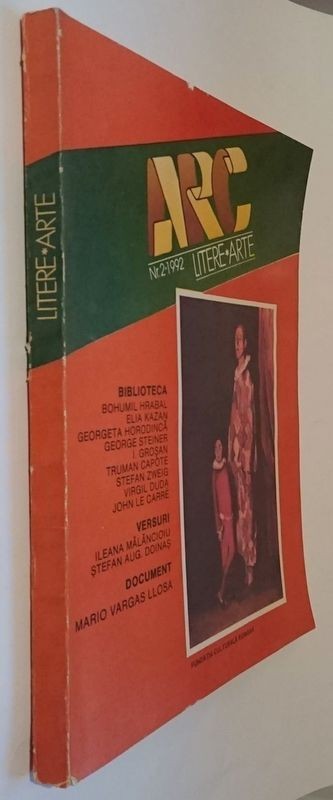 LITERE*ARTE
ARC
Nr.2-1992 LITERE*ARTE
BIBLIOTECA
BOHUMIL HRABAL
ELIA KAZAN
GEORGETA HORODINCĂ
GEORGE STEINER
I. GROŞAN
TRUMAN CAPOTE
STEFAN ZWEIG
VIRGIL DUDA
JOHN LE CARRÉ
VERSURI
ILEANA MĂLĂNCIOIU
ŞTEFAN AUG. DOINAŞ
DOCUMENT
MARIO VARGAS LLOSA
FUNDAŢIA CULTURALĂ ROMÂNĂ